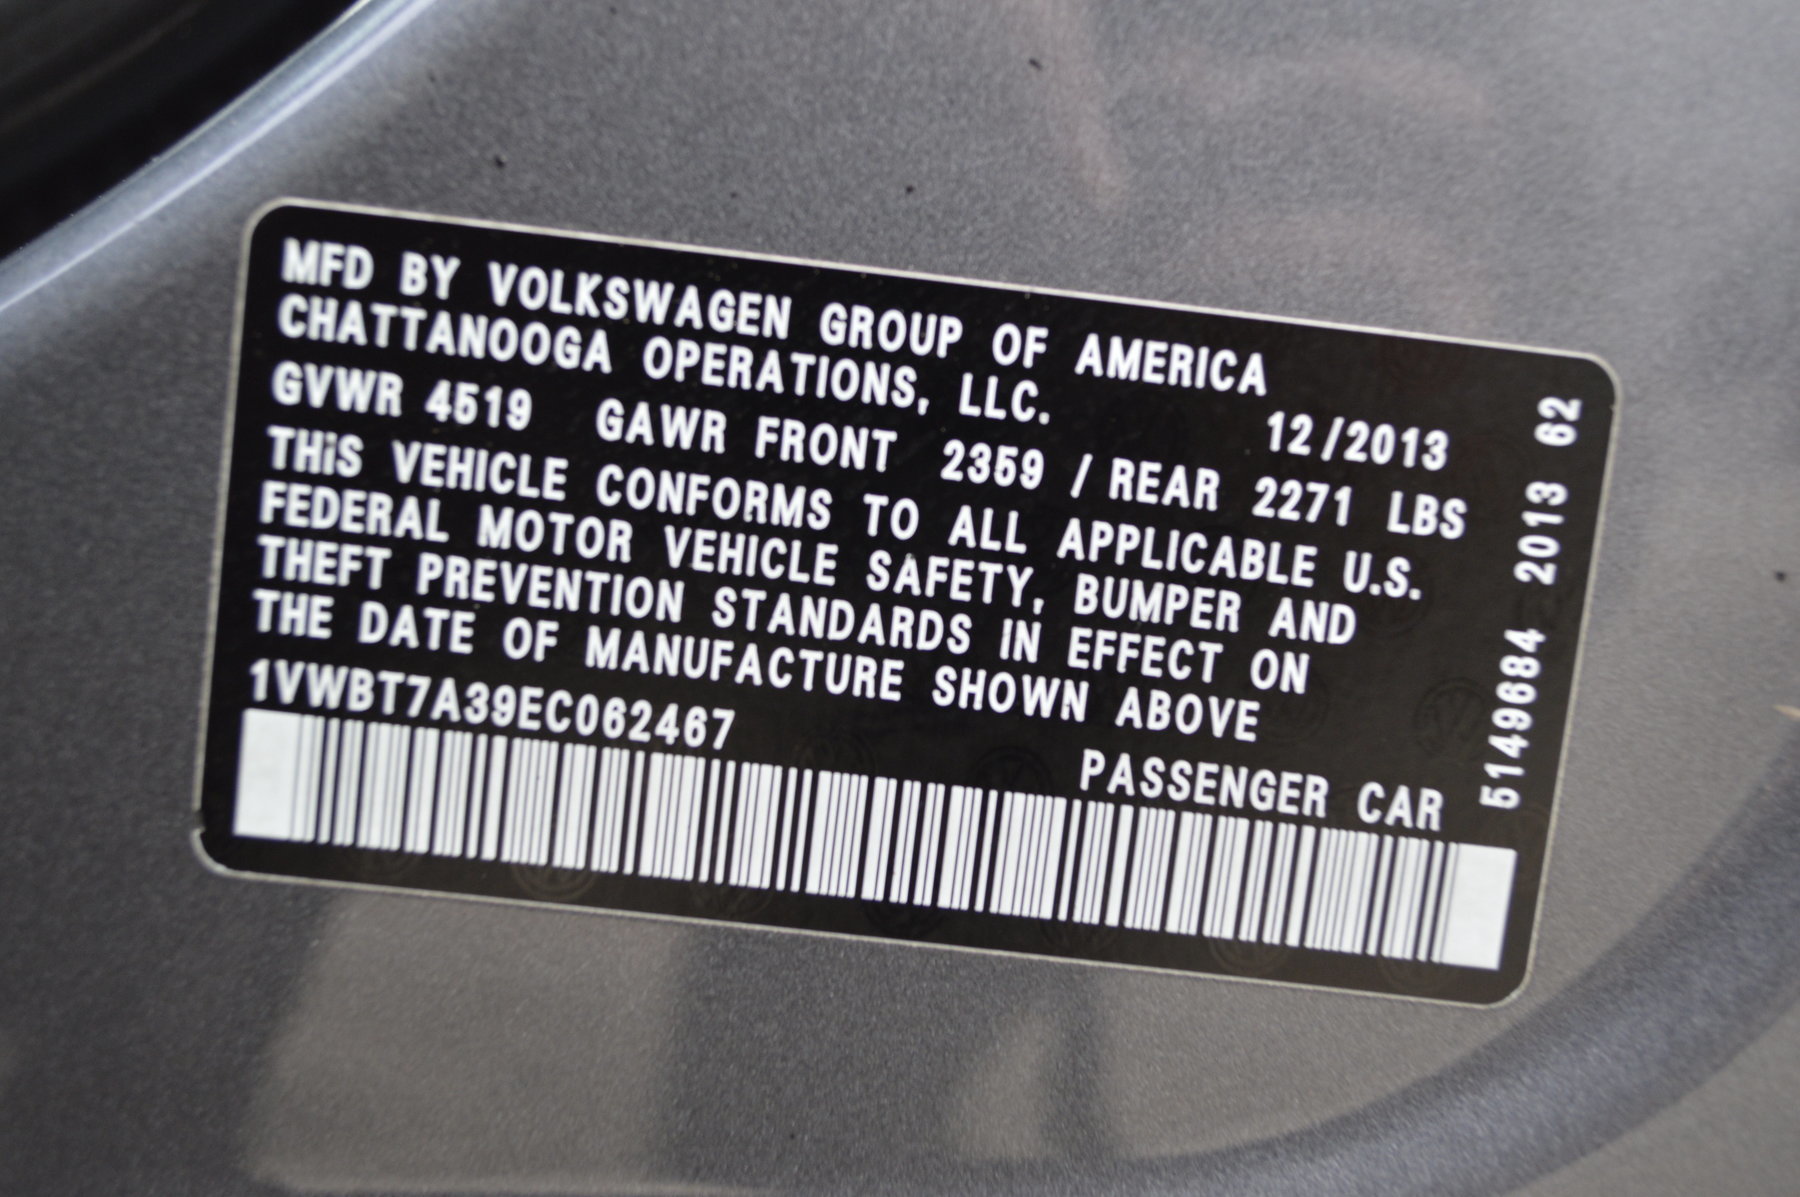 MFD BY VOLKSWAGEN GROUP OF AMERICA
CHATTANOOGA OPERATIONS, LLC.
12/2013
GVWR 4519 GAWR FRONT 2359 / REAR 2271 LBS
THiS VEHICLE CONFORMS TO ALL APPLICABLE U.S.
FEDERAL MOTOR VEHICLE SAFETY, BUMPER AND
THEFT PREVENTION STANDARDS IN EFFECT ON
THE DATE OF MANUFACTURE SHOWN ABOVE
1VWBT7A39EC062467
PASSENGER CAR
5149684 2013 62